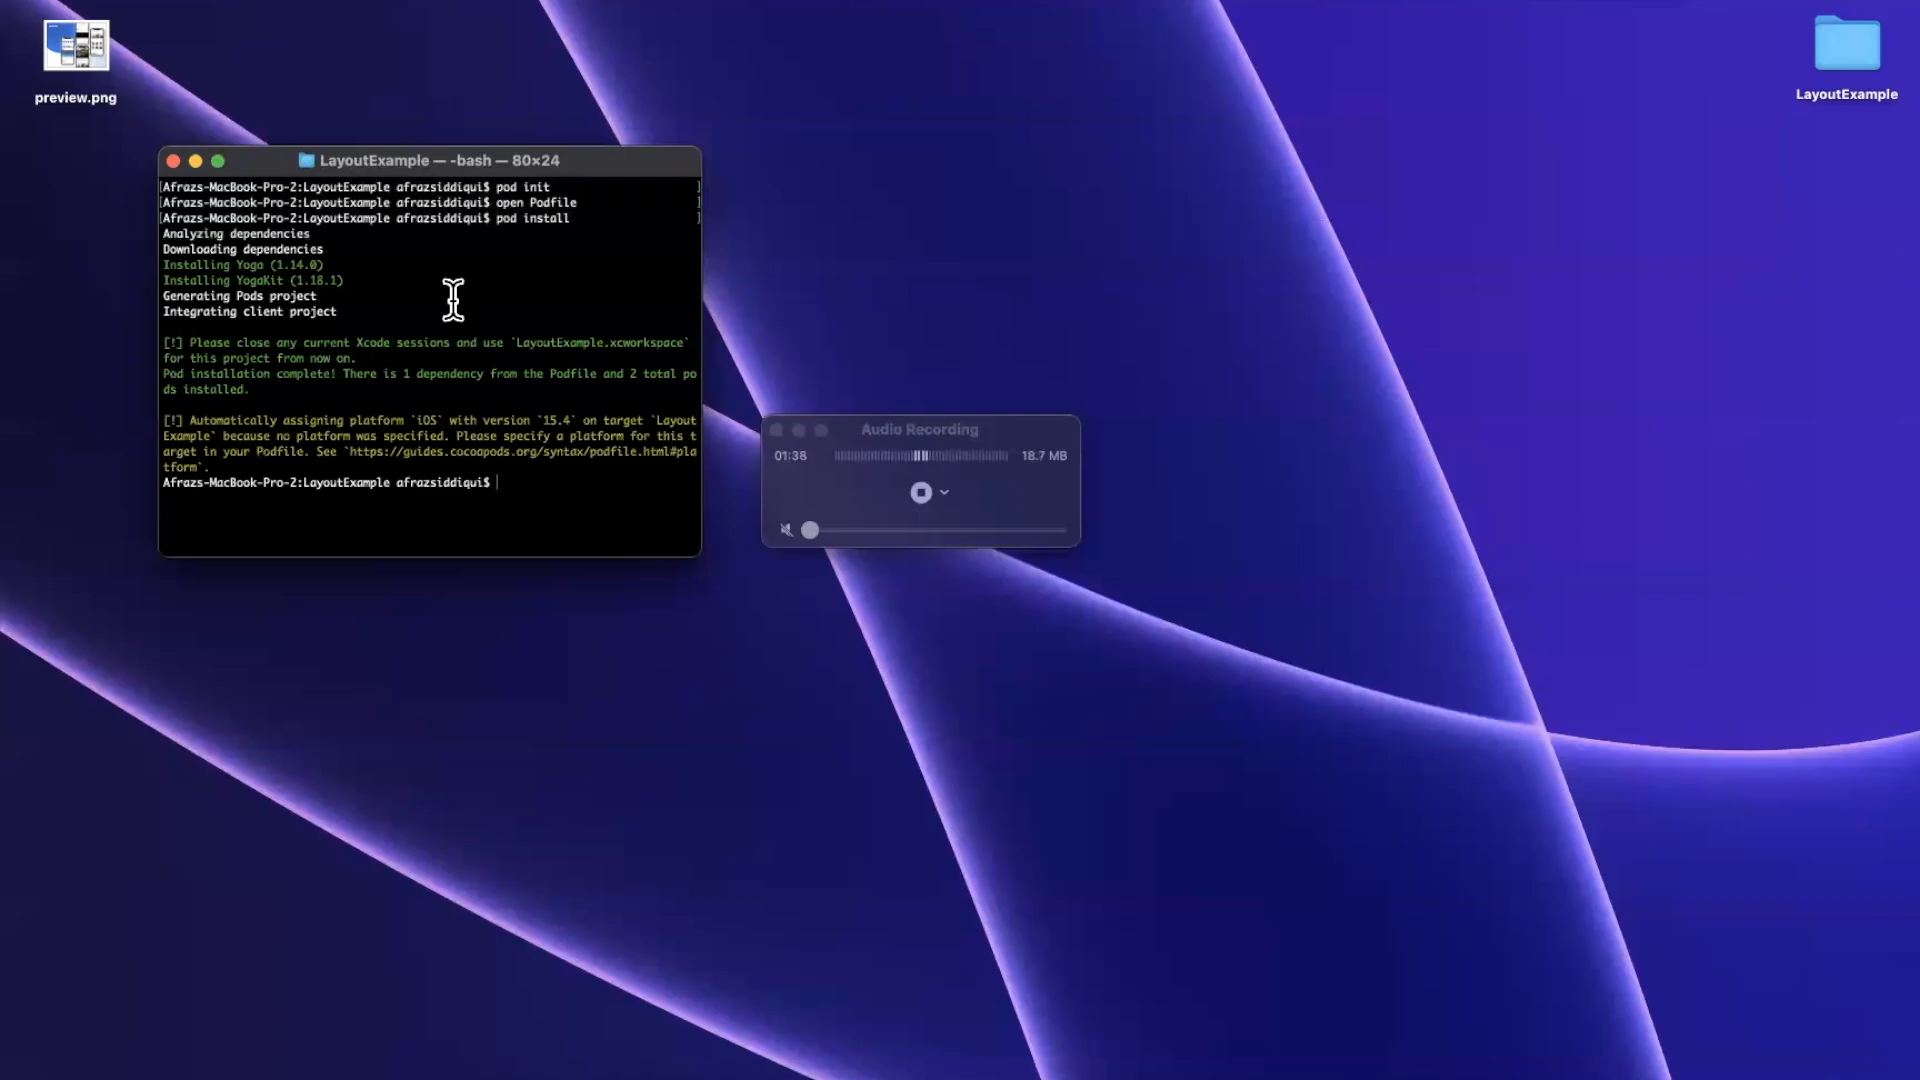 preview.png
LayoutExample
LayoutExample — -bash — 80×24
[Afrazs-MacBook-Pro-2:LayoutExample afrazsiddiqui$ pod init ]
[Afrazs-MacBook-Pro-2:LayoutExample afrazsiddiqui$ open Podfile ]
[Afrazs-MacBook-Pro-2:LayoutExample afrazsiddiqui$ pod install ]
Analyzing dependencies
Downloading dependencies
Installing Yoga (1.14.0)
Installing YogaKit (1.18.1)
Generating Pods project
Integrating client project
[!] Please close any current Xcode sessions and use `LayoutExample.xcworkspace`
for this project from now on.
Pod installation complete! There is 1 dependency from the Podfile and 2 total po
ds installed.
[!] Automatically assigning platform `iOS` with version `15.4` on target `Layout
Example` because no platform was specified. Please specify a platform for this t
arget in your Podfile. See `https://guides.cocoapods.org/syntax/podfile.html#pla
tform`.
Afrazs-MacBook-Pro-2:LayoutExample afrazsiddiqui$
Audio Recording
01:38
18.7 MB